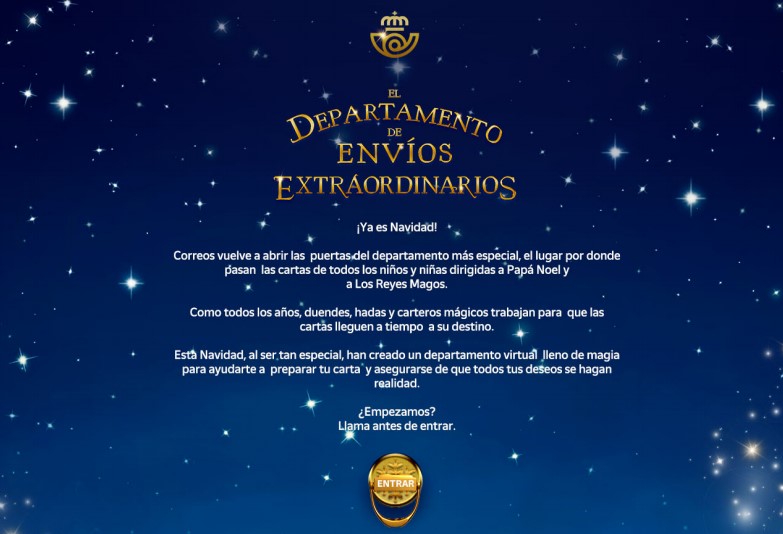 EL
DEPARTAMENTO
DE
ENVÍOS
EXTRAORDINARIOS
¡Ya es Navidad!
Correos vuelve a abrir las puertas del departamento más especial, el lugar por donde
pasan las cartas de todos los niños y niñas dirigidas a Papá Noel y
a Los Reyes Magos.
Como todos los años, duendes, hadas y carteros mágicos trabajan para que las
cartas lleguen a tiempo a su destino.
Esta Navidad, al ser tan especial, han creado un departamento virtual lleno de magia
para ayudarte a preparar tu carta y asegurarse de que todos tus deseos se hagan
realidad.
¿Empezamos?
Llama antes de entrar.
ENTRAR